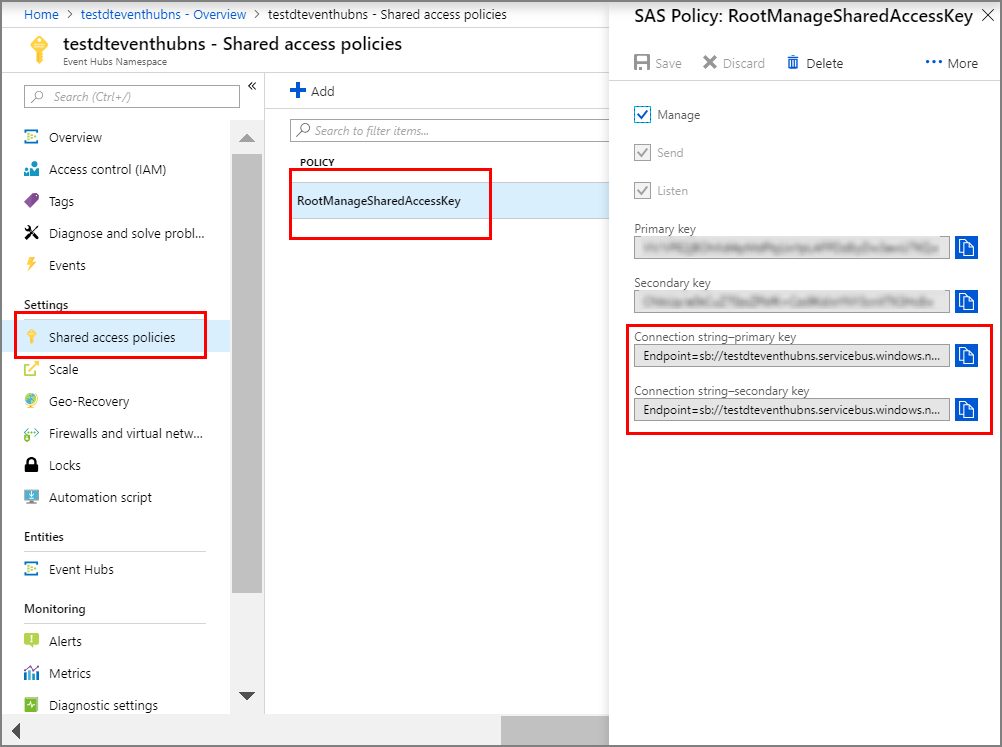 Home > testdteventhubns - Overview > testdteventhubns - Shared access policies
testdteventhubns - Shared access policies
Event Hubs Namespace
Search (Ctrl+/)
«
Overview
Access control (IAM)
Tags
Diagnose and solve probl...
Events
Settings
Shared access policies
Scale
Geo-Recovery
Firewalls and virtual netw...
Locks
Automation script
Entities
Event Hubs
Monitoring
Alerts
Metrics
Diagnostic settings
Add
Search to filter items...
POLICY
RootManageSharedAccessKey
SAS Policy: RootManageSharedAccessKey
Save Discard Delete ••• More
Manage
Send
Listen
Primary key
Secondary key
Connection string–primary key
Endpoint=sb://testdteventhubns.servicebus.windows.n...
Connection string–secondary key
Endpoint=sb://testdteventhubns.servicebus.windows.n...